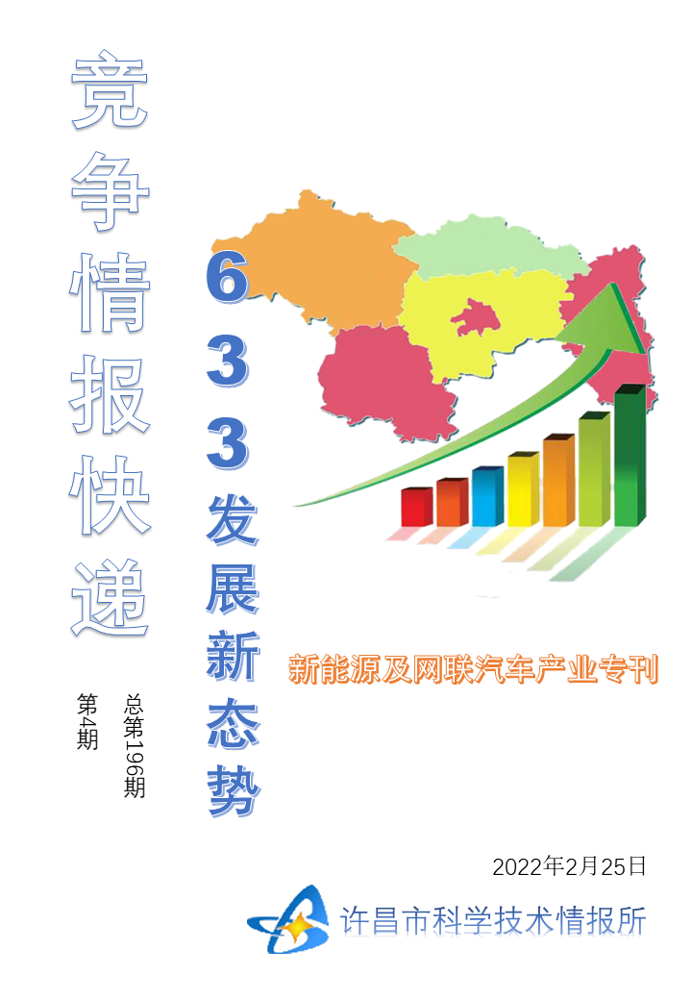 竞争情报快递
总第196期
第4期
633发展新态势
新能源及网联汽车产业专刊
2022年2月25日
许昌市科学技术情报所